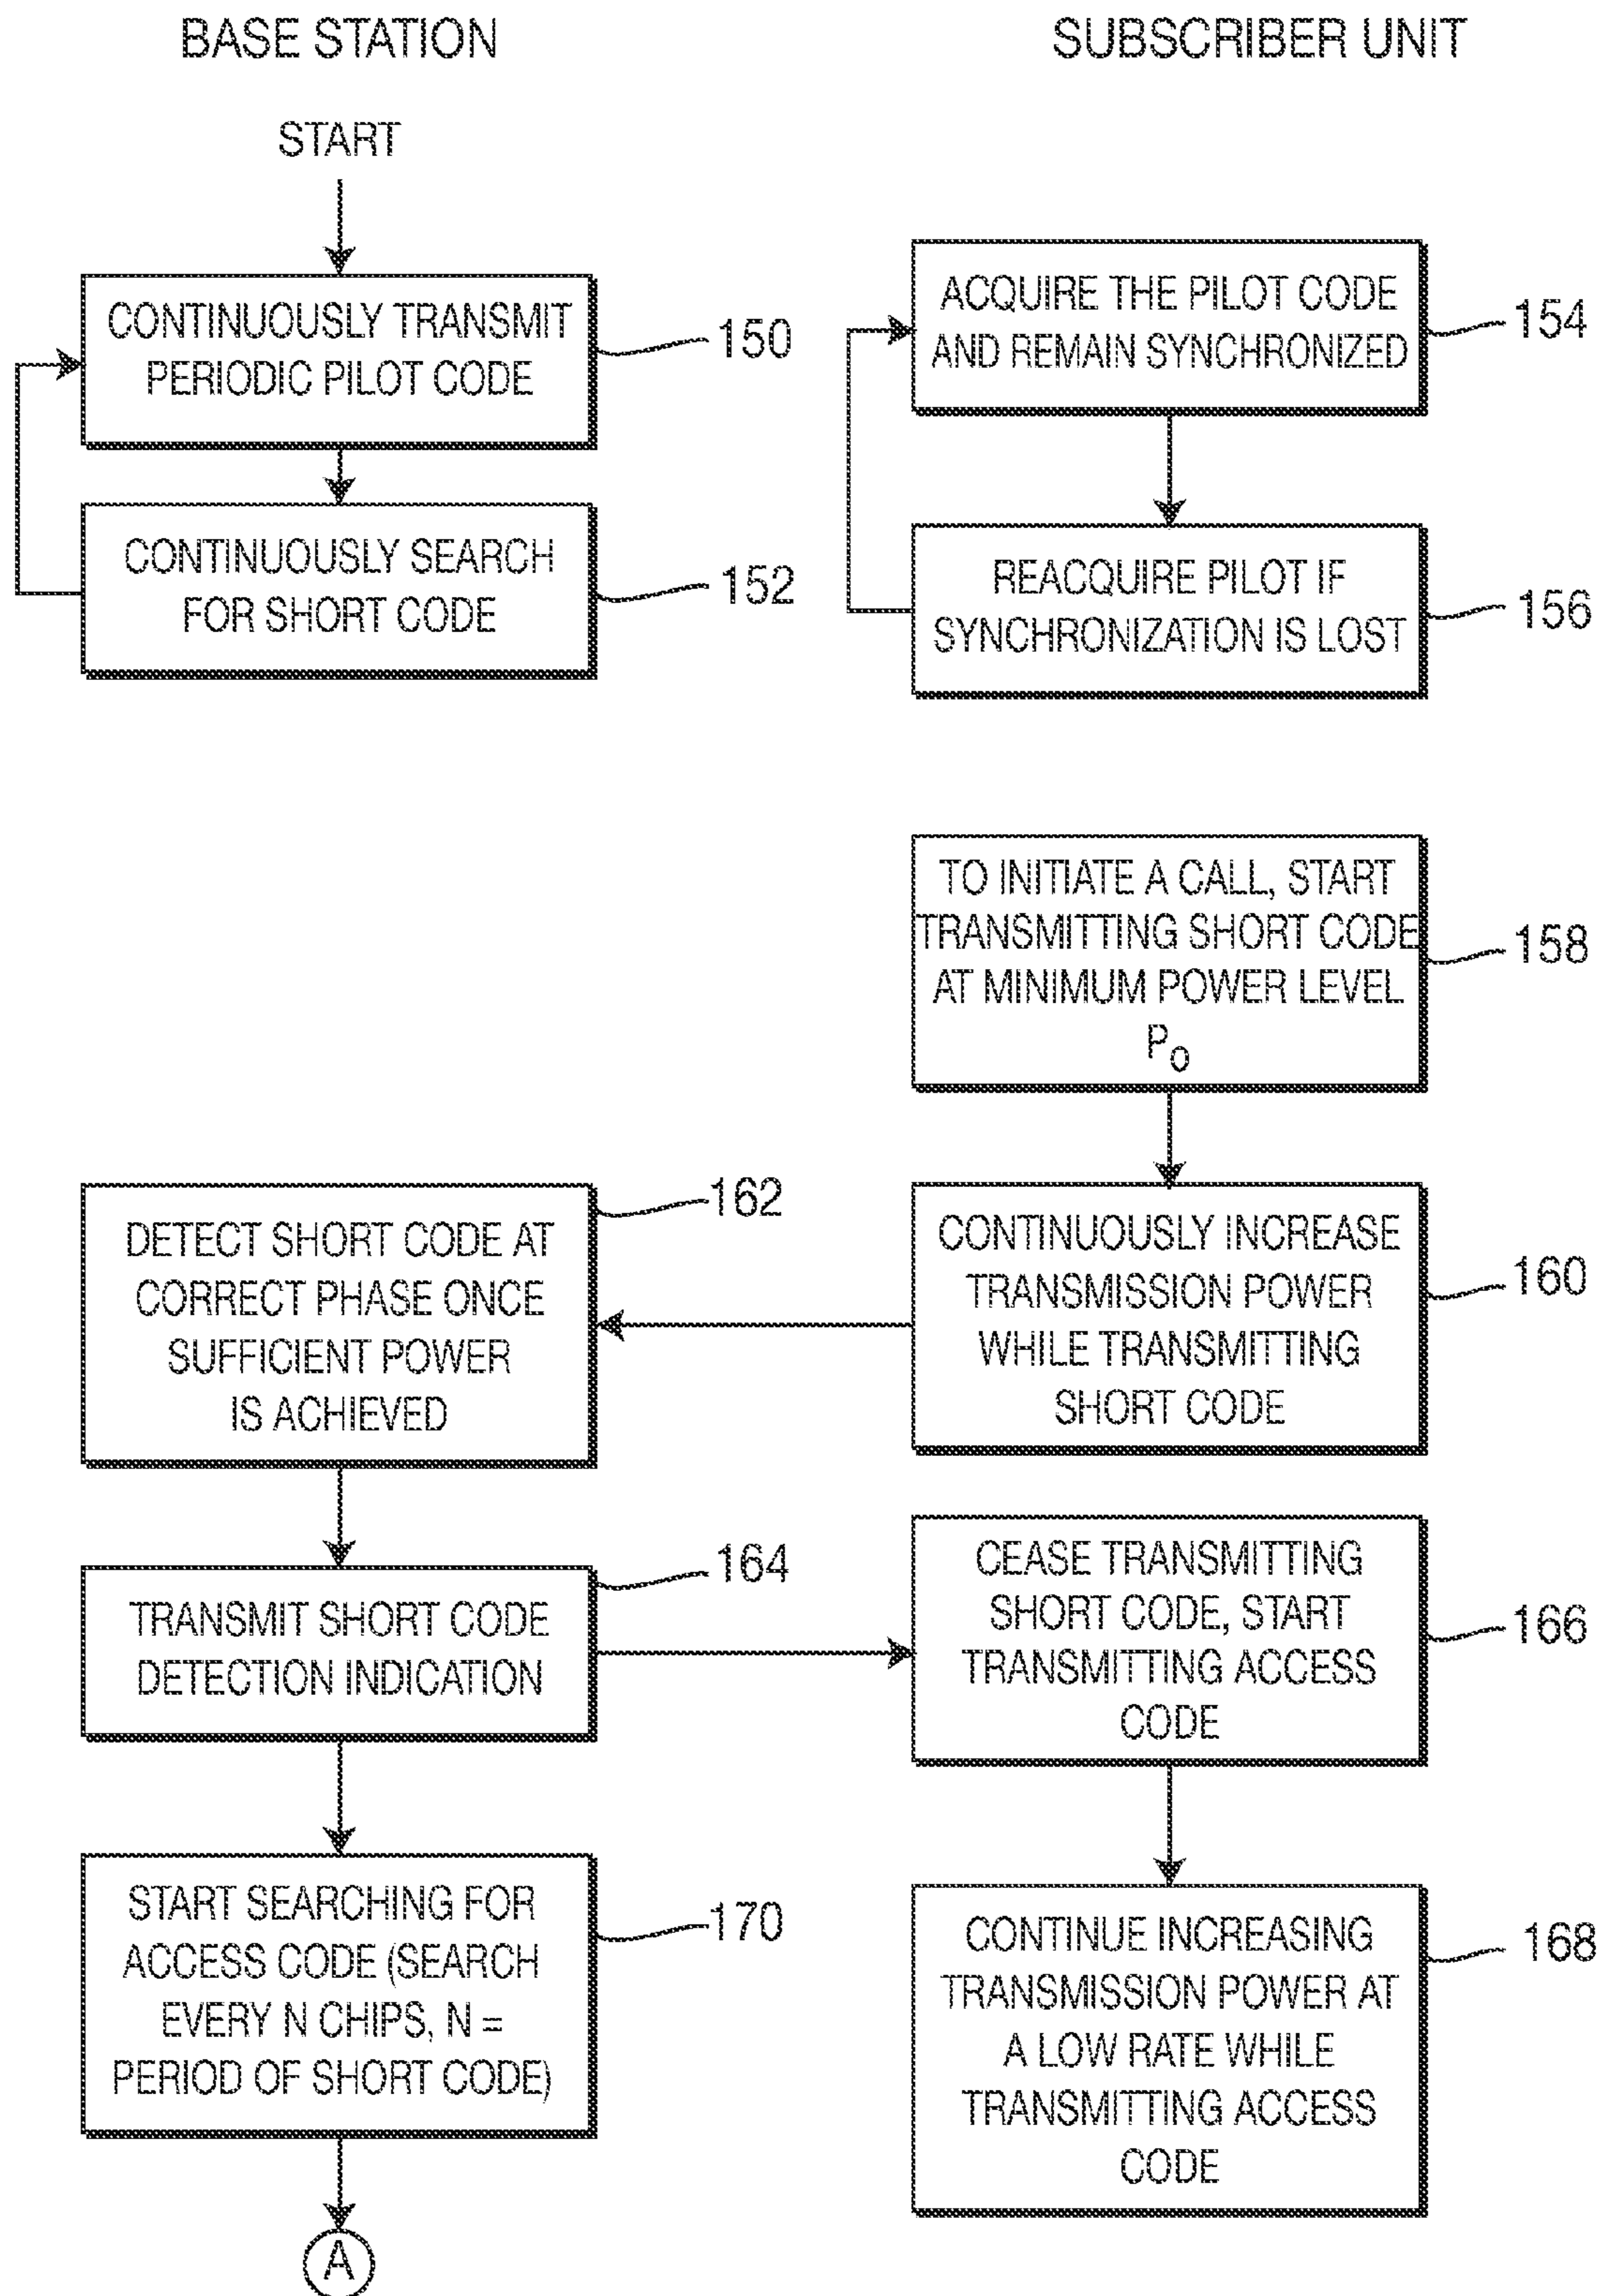 BASE STATION
SUBSCRIBER UNIT
START
CONTINUOUSLY TRANSMIT
PERIODIC PILOT CODE
150
ACQUIRE THE PILOT CODE
AND REMAIN SYNCHRONIZED
154
CONTINUOUSLY SEARCH
FOR SHORT CODE
152
REACQUIRE PILOT IF
SYNCHRONIZATION IS LOST
156
TO INITIATE A CALL, START
TRANSMITTING SHORT CODE
AT MINIMUM POWER LEVEL
P0
158
DETECT SHORT CODE AT
CORRECT PHASE ONCE
SUFFICIENT POWER
IS ACHIEVED
162
CONTINUOUSLY INCREASE
TRANSMISSION POWER
WHILE TRANSMITTING
SHORT CODE
160
TRANSMIT SHORT CODE
DETECTION INDICATION
164
CEASE TRANSMITTING
SHORT CODE, START
TRANSMITTING ACCESS
CODE
166
START SEARCHING FOR
ACCESS CODE (SEARCH
EVERY N CHIPS, N =
PERIOD OF SHORT CODE)
170
CONTINUE INCREASING
TRANSMISSION POWER AT
A LOW RATE WHILE
TRANSMITTING ACCESS
CODE
168
A